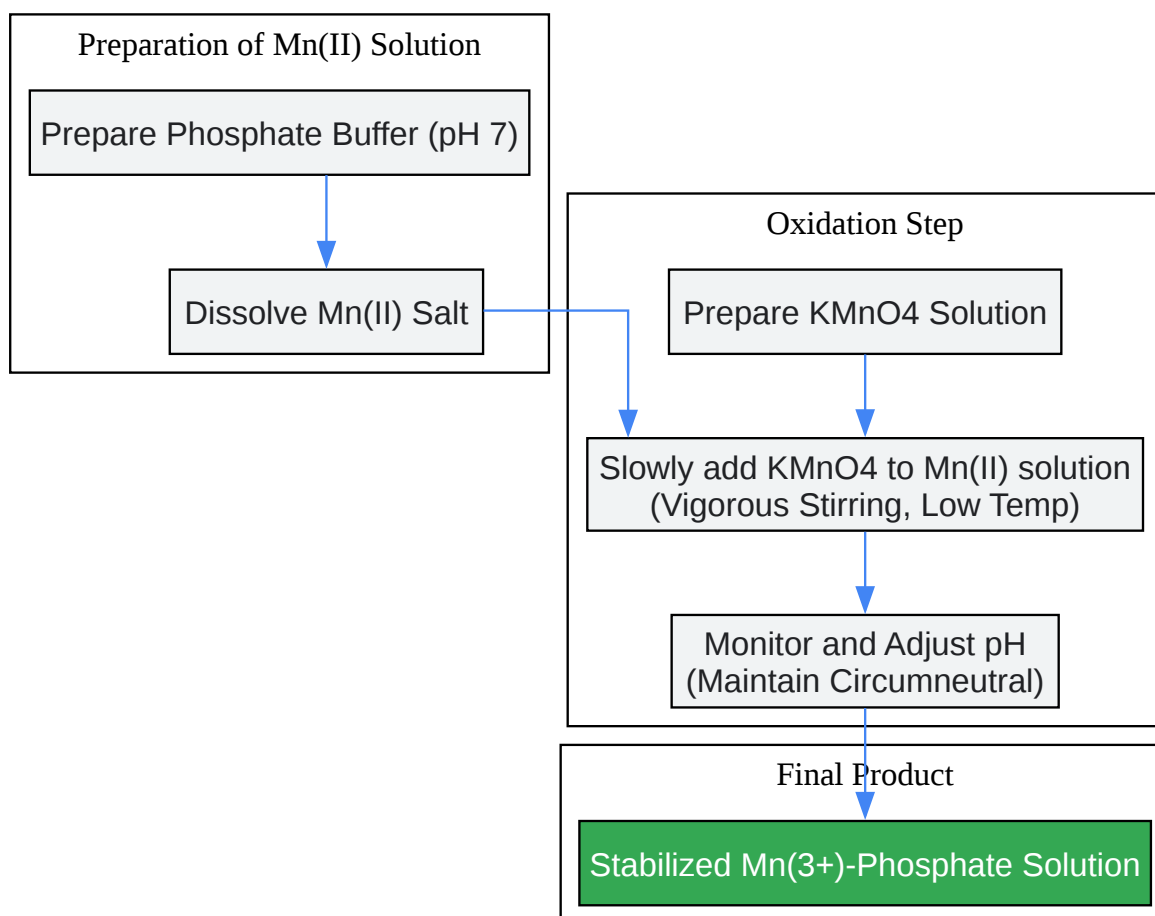 Preparation of Mn(II) Solution
Prepare Phosphate Buffer (pH 7)
Dissolve Mn(II) Salt
Oxidation Step
Prepare KMnO4 Solution
Slowly add KMnO4 to Mn(II) solution
(Vigorous Stirring, Low Temp)
Monitor and Adjust pH
(Maintain Circumneutral)
Final Product
Stabilized Mn(3+)-Phosphate Solution